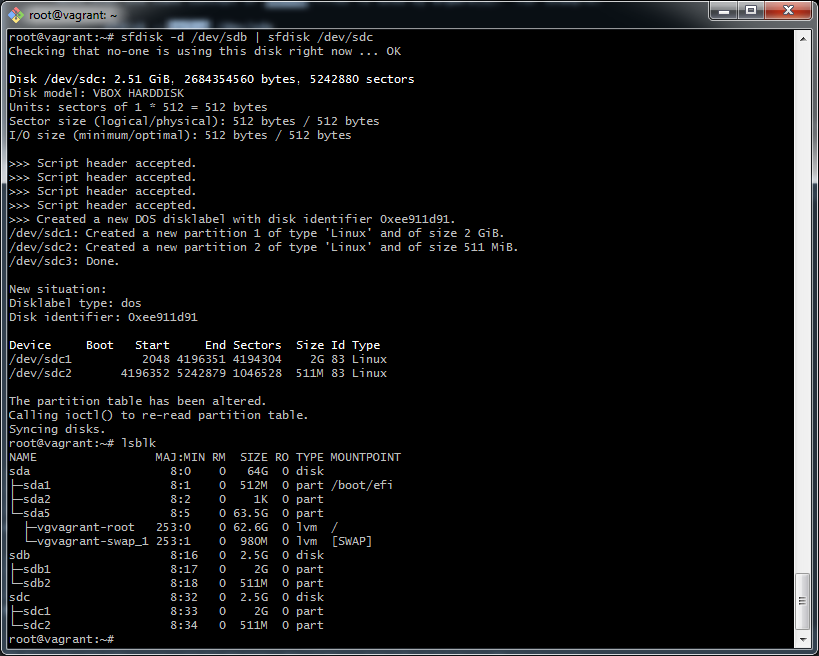 root@vagrant: ~
root@vagrant:~# sfdisk -d /dev/sdb | sfdisk /dev/sdc
Checking that no-one is using this disk right now ... OK
Disk /dev/sdc: 2.51 GiB, 2684354560 bytes, 5242880 sectors
Disk model: VBOX HARDDISK
Units: sectors of 1 * 512 = 512 bytes
Sector size (logical/physical): 512 bytes / 512 bytes
I/O size (minimum/optimal): 512 bytes / 512 bytes
>>> Script header accepted.
>>> Script header accepted.
>>> Script header accepted.
>>> Script header accepted.
>>> Created a new DOS disklabel with disk identifier 0xee911d91.
/dev/sdc1: Created a new partition 1 of type 'Linux' and of size 2 GiB.
/dev/sdc2: Created a new partition 2 of type 'Linux' and of size 511 MiB.
/dev/sdc3: Done.
New situation:
Disklabel type: dos
Disk identifier: 0xee911d91
Device     Boot   Start     End Sectors  Size Id Type
/dev/sdc1          2048 4196351 4194304    2G 83 Linux
/dev/sdc2       4196352 5242879 1046528  511M 83 Linux
The partition table has been altered.
Calling ioctl() to re-read partition table.
Syncing disks.
root@vagrant:~# lsblk
NAME                 MAJ:MIN RM  SIZE RO TYPE MOUNTPOINT
sda                    8:0    0   64G  0 disk
├─sda1                 8:1    0  512M  0 part /boot/efi
├─sda2                 8:2    0    1K  0 part
└─sda5                 8:5    0 63.5G  0 part
  ├─vgvagrant-root   253:0    0 62.6G  0 lvm  /
  └─vgvagrant-swap_1 253:1    0  980M  0 lvm  [SWAP]
sdb                    8:16   0  2.5G  0 disk
├─sdb1                 8:17   0    2G  0 part
└─sdb2                 8:18   0  511M  0 part
sdc                    8:32   0  2.5G  0 disk
├─sdc1                 8:33   0    2G  0 part
└─sdc2                 8:34   0  511M  0 part
root@vagrant:~#